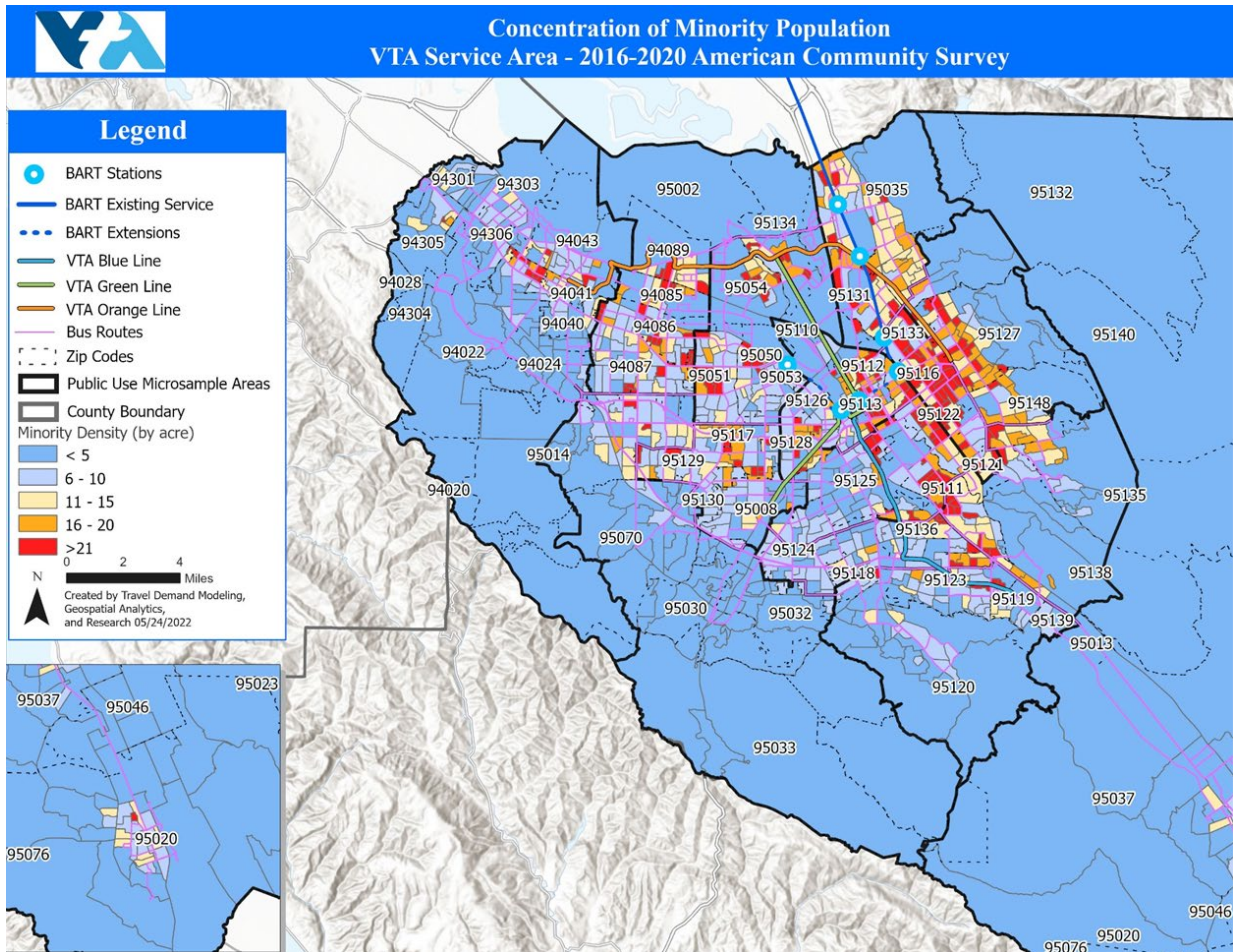 VTA
Concentration of Minority Population
VTA Service Area - 2016-2020 American Community Survey
Legend
BART Stations
BART Existing Service
BART Extensions
VTA Blue Line
VTA Green Line
VTA Orange Line
Bus Routes
Zip Codes
Public Use Microsample Areas
County Boundary
Minority Density (by acre)
< 5
6 - 10
11 - 15
16 - 20
>21
0 2 4
Miles
N
Created by Travel Demand Modeling,
Geospatial Analytics,
and Research 05/24/2022
94301
94303
95002
95035
95132
94305
94306
94043
95134
94089
94028
94041
94085
95054
95131
94304
94040
94086
95110
95133
95127
95140
94022
94024
94087
95050
95051
95053
95112
95116
95126
95113
95122
95148
95117
95128
95014
95129
95121
94020
95130
95125
95111
95135
95008
95070
95136
95124
95118
95123
95138
95119
95030
95032
95139
95013
95120
95033
95037
95046
95020
95076
95023
95037
95046
95020
95076